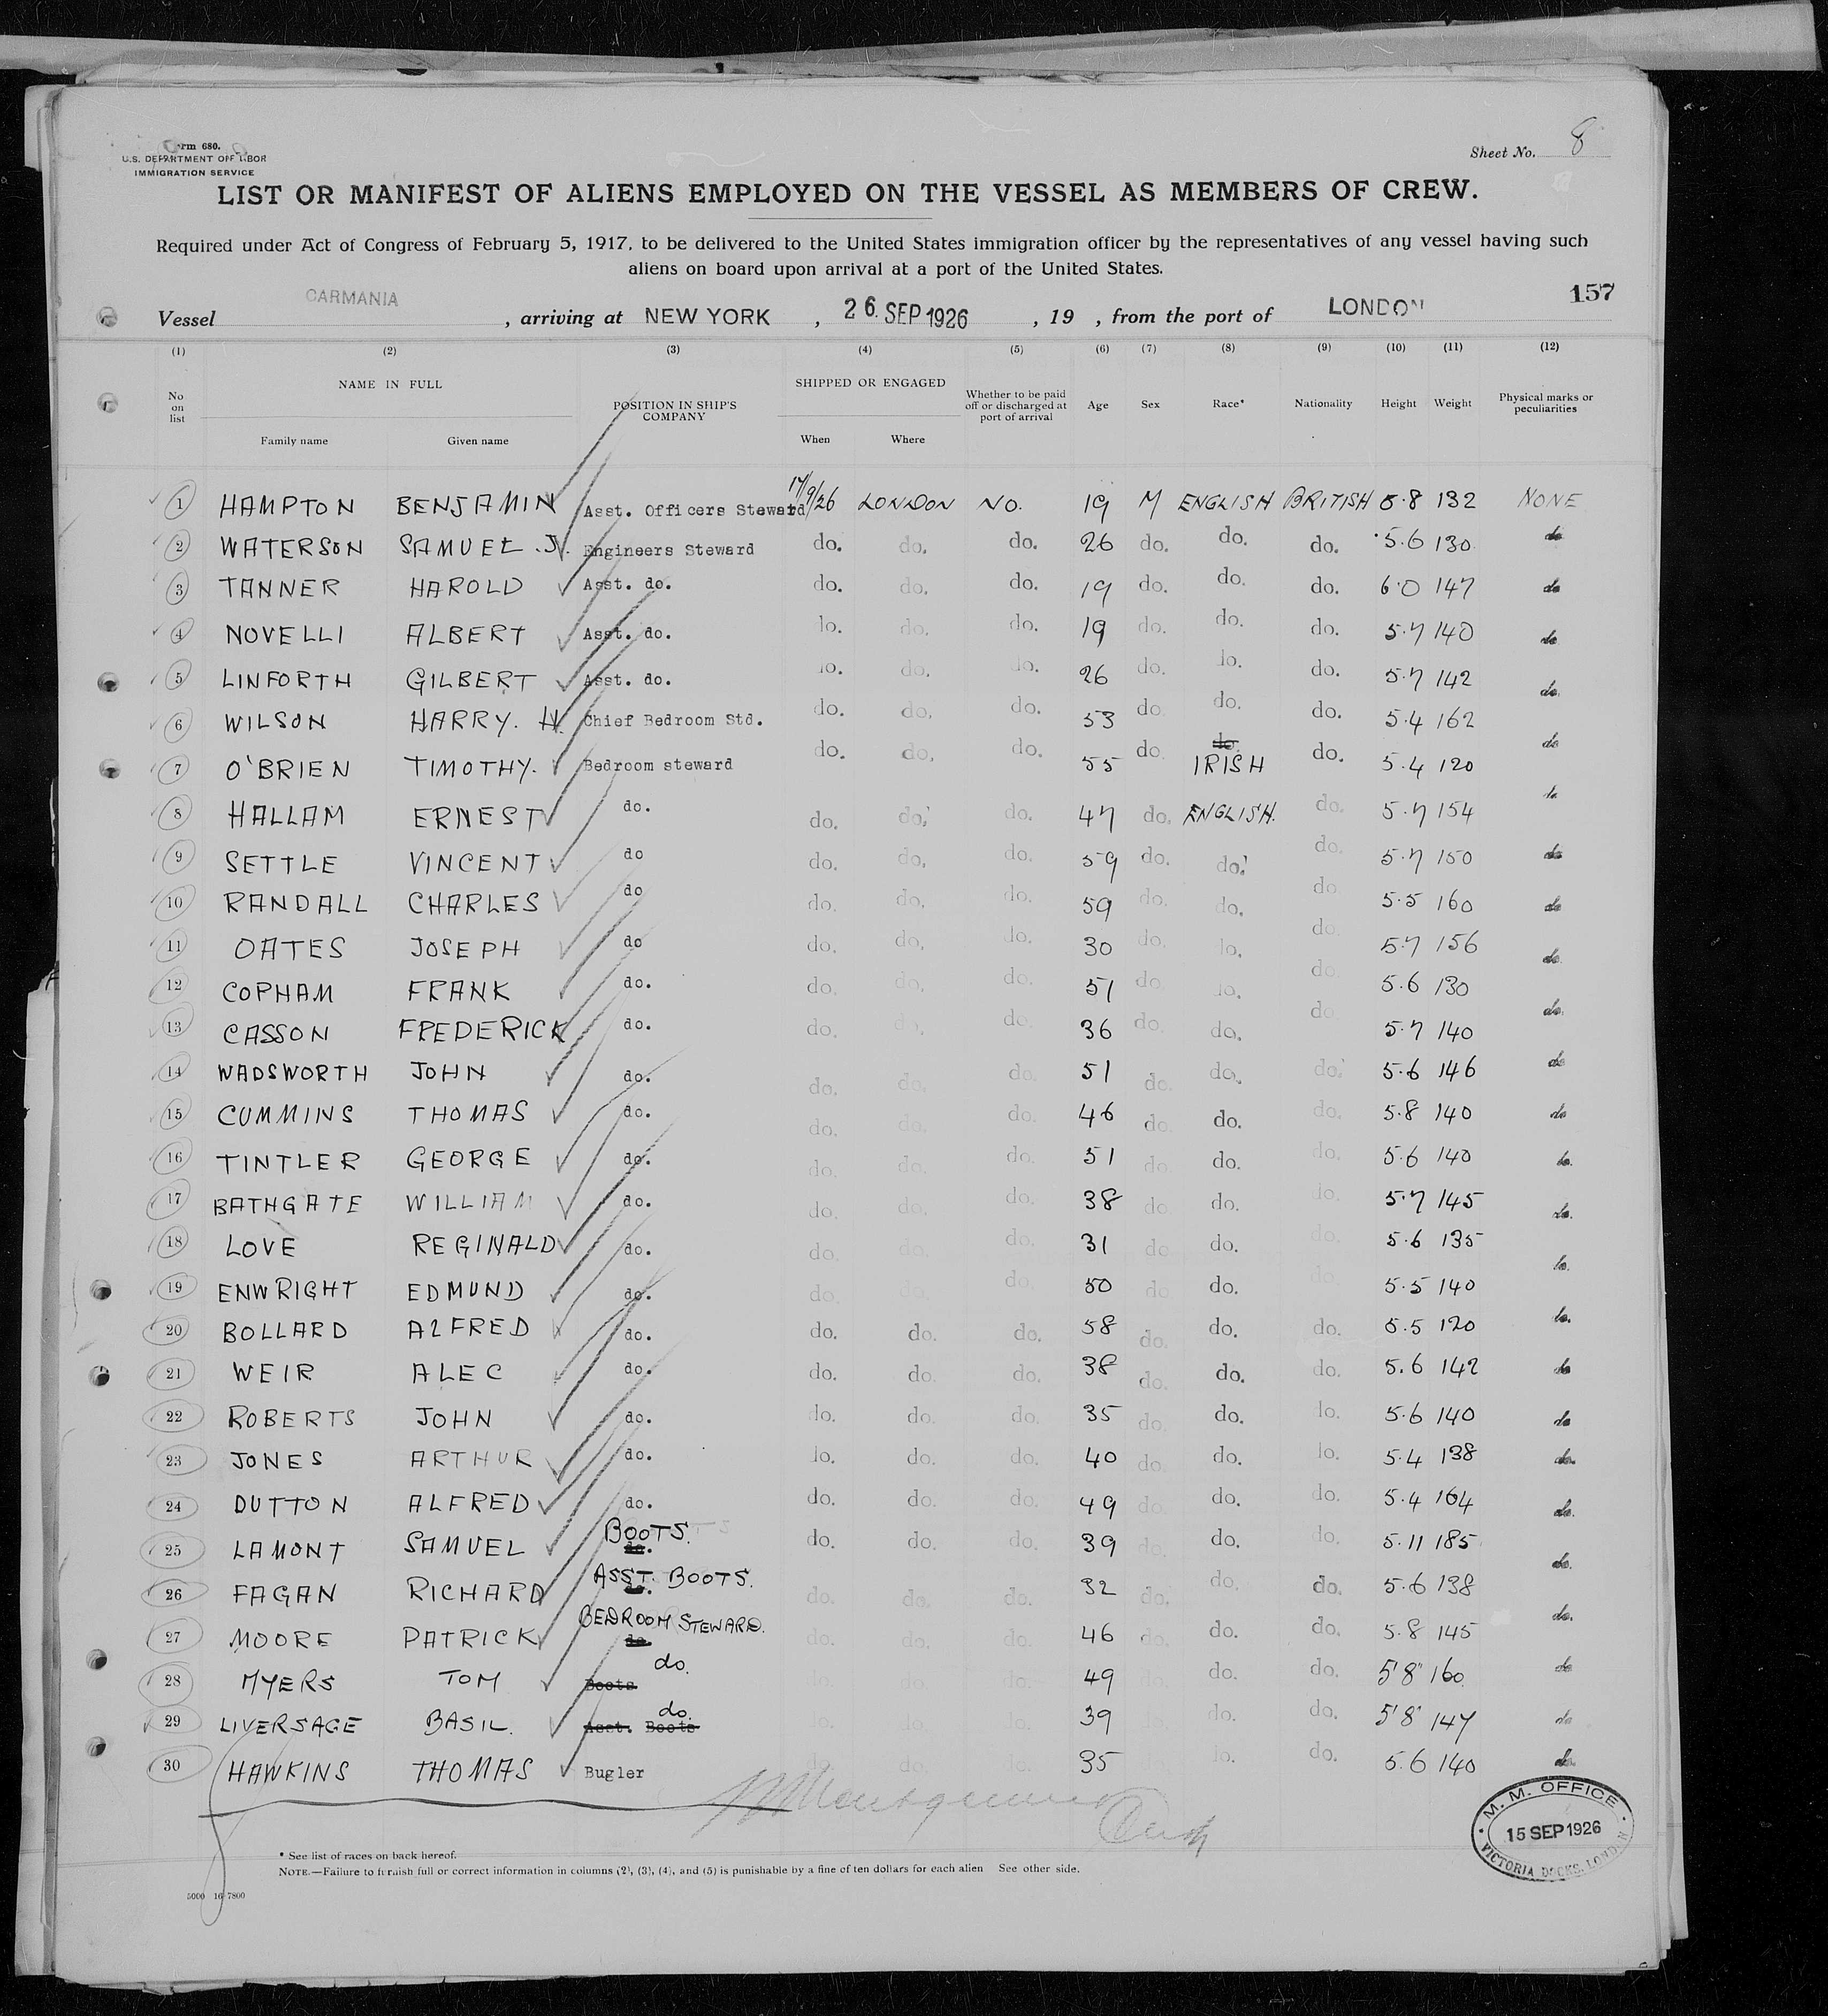 Form 680.
U.S. DEPARTMENT OF LABOR
IMMIGRATION SERVICE
Sheet No. 8
LIST OR MANIFEST OF ALIENS EMPLOYED ON THE VESSEL AS MEMBERS OF CREW.
Required under Act of Congress of February 5, 1917, to be delivered to the United States immigration officer by the representatives of any vessel having such
aliens on board upon arrival at a port of the United States.
157
Vessel CARMANIA , arriving at NEW YORK , 26 SEP 1926 , 19 , from the port of LONDON
(1) (2) (3) (4) (5) (6) (7) (8) (9) (10) (11) (12)
No on list NAME IN FULL Family name Given name POSITION IN SHIP'S COMPANY SHIPPED OR ENGAGED When Where Whether to be paid off or discharged at port of arrival Age Sex Race* Nationality Height Weight Physical marks or peculiarities
1 HAMPTON BENJAMIN Asst. Officers Steward 17/9/26 LONDON NO. 19 M ENGLISH BRITISH 5.8 132 NONE
2 WATERSON SAMUEL .J. Engineers Steward do. do. do. 26 do. do. do. 5.6 130 do
3 TANNER HAROLD Asst. do. do. do. do. 19 do. do. do. 6.0 147 do
4 NOVELLI ALBERT Asst. do. do. do. do. 19 do. do. do. 5.7 140 do
5 LINFORTH GILBERT Asst. do. do. do. do. 26 do. do. do. 5.7 142 do.
6 WILSON HARRY. H. Chief Bedroom Std. do. do. do. 53 do. do. do. 5.4 162 do
7 O'BRIEN TIMOTHY. Bedroom steward do. do. do. 55 do. do. IRISH do. 5.4 120 do
8 HALLAM ERNEST do. do. do. do. 47 do. ENGLISH. do. 5.7 154 do
9 SETTLE VINCENT do do. do. do. 59 do. do. do. 5.7 150 do
10 RANDALL CHARLES do do. do. do. 59 do. do. do. 5.5 160 do
11 OATES JOSEPH do do. do. do. 30 do. do. do. 5.7 156 do.
12 COPHAM FRANK do. do. do. do. 51 do. do. do. 5.6 130 do.
13 CASSON FREDERICK do. do. do. do. 36 do. do. do. 5.7 140 do
14 WADSWORTH JOHN do. do. do. do. 51 do. do. do. 5.6 146 do
15 CUMMINS THOMAS do. do. do. do. 46 do. do. do. 5.8 140 do
16 TINTLER GEORGE do. do. do. do. 51 do. do. do. 5.6 140 do.
17 BATHGATE WILLIAM do. do. do. do. 38 do. do. do. 5.7 145 do.
18 LOVE REGINALD do. do. do. do. 31 do. do. do. 5.6 135 do.
19 ENWRIGHT EDMUND do. do. do. do. 50 do. do. do. 5.5 140 do.
20 BOLLARD ALFRED do. do. do. do. 58 do. do. do. 5.5 120 do.
21 WEIR ALEC do. do. do. do. 38 do. do. do. 5.6 142 do
22 ROBERTS JOHN do. do. do. do. 35 do. do. do. 5.6 140 do
23 JONES ARTHUR do. do. do. do. 40 do. do. do. 5.4 138 do.
24 DUTTON ALFRED do. do. do. do. 49 do. do. do. 5.4 164 do.
25 LAMONT SAMUEL BOOTS. do. do. do. do. 39 do. do. do. 5.11 185 do.
26 FAGAN RICHARD ASST. BOOTS. do. do. do. do. 32 do. do. do. 5.6 138 do.
27 MOORE PATRICK BEDROOM STEWARD. do. do. do. do. 46 do. do. do. 5.8 145 do.
28 MYERS TOM do. Boots do. do. do. 49 do. do. do. 5'8" 160 do
29 LIVERSAGE BASIL. do. Asst. Boots do. do. do. 39 do. do. do. 5'8" 147 do
30 HAWKINS THOMAS Bugler do. do. do. 35 do. do. do. 5.6 140 do
M. M. OFFICE
15 SEP 1926
VICTORIA DOCKS, LONDON
* See list of races on back hereof.
NOTE.—Failure to furnish full or correct information in columns (2), (3), (4), and (5) is punishable by a fine of ten dollars for each alien See other side.
5000 16-7800